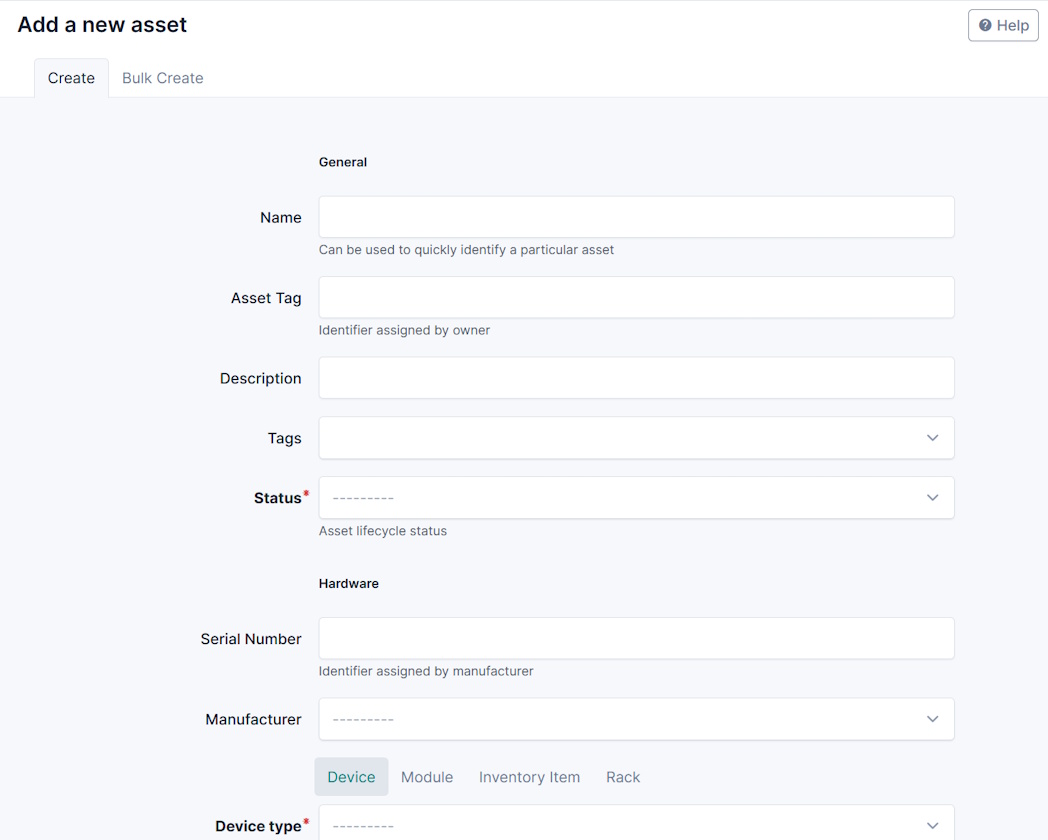 Add a new asset
Help
Create Bulk Create
General
Name
Can be used to quickly identify a particular asset
Asset Tag
Identifier assigned by owner
Description
Tags
Status* ---------
Asset lifecycle status
Hardware
Serial Number
Identifier assigned by manufacturer
Manufacturer ---------
Device Module Inventory Item Rack
Device type* ---------